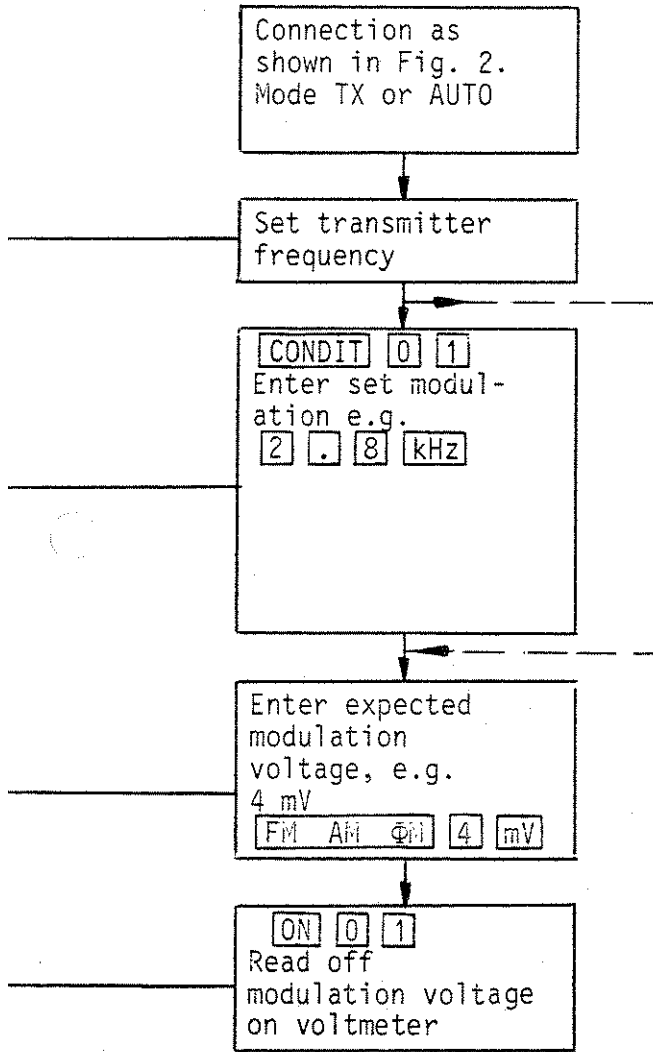 Connection as
shown in Fig. 2.
Mode TX or AUTO
Set transmitter
frequency
CONDIT 0 1
Enter set modul-
ation e.g.
2 . 8 kHz
Enter expected
modulation
voltage, e.g.
4 mV
FM AM ΦM 4 mV
ON 0 1
Read off
modulation voltage
on voltmeter